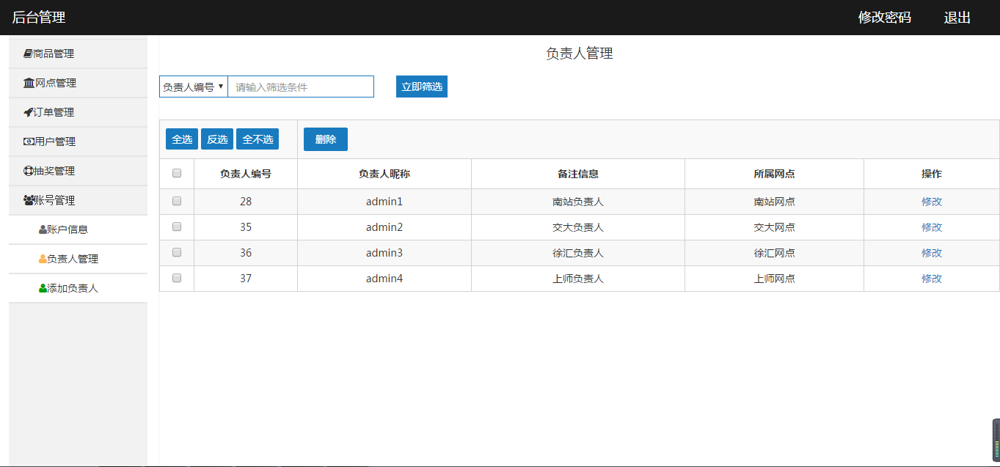 后台管理 修改密码 退出
商品管理
网点管理
订单管理
用户管理
抽奖管理
账号管理
账户信息
负责人管理
添加负责人
负责人管理
负责人编号 请输入筛选条件 立即筛选
全选 反选 全不选 删除
负责人编号 负责人昵称 备注信息 所属网点 操作
28 admin1 南站负责人 南站网点 修改
35 admin2 交大负责人 交大网点 修改
36 admin3 徐汇负责人 徐汇网点 修改
37 admin4 上师负责人 上师网点 修改